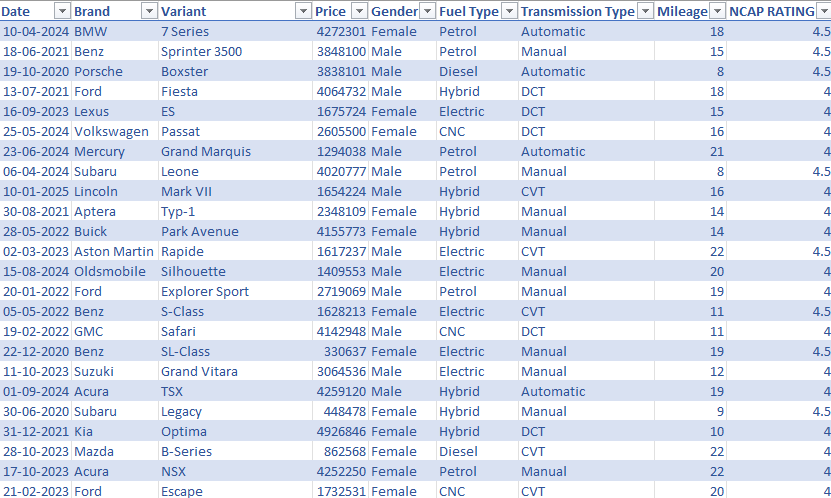 Date Brand Variant Price Gender Fuel Type Transmission Type Mileage NCAP RATING
10-04-2024 BMW 7 Series 4272301 Female Petrol Automatic 18 4.5
18-06-2021 Benz Sprinter 3500 3848100 Male Petrol Manual 15 4.5
19-10-2020 Porsche Boxster 3838101 Male Diesel Automatic 8 4.5
13-07-2021 Ford Fiesta 4064732 Male Hybrid DCT 18 4
16-09-2023 Lexus ES 1675724 Female Electric DCT 15 4
25-05-2024 Volkswagen Passat 2605500 Female CNC DCT 16 4
23-06-2024 Mercury Grand Marquis 1294038 Male Petrol Automatic 21 4
06-04-2024 Subaru Leone 4020777 Male Petrol Manual 8 4.5
10-01-2025 Lincoln Mark VII 1654224 Male Hybrid CVT 16 4
30-08-2021 Aptera Typ-1 2348109 Female Hybrid Manual 14 4
28-05-2022 Buick Park Avenue 4155773 Female Hybrid Manual 14 4
02-03-2023 Aston Martin Rapide 1617237 Male Electric CVT 22 4.5
15-08-2024 Oldsmobile Silhouette 1409553 Male Electric Manual 20 4
20-01-2022 Ford Explorer Sport 2719069 Male Petrol Manual 19 4
05-05-2022 Benz S-Class 1628213 Female Electric CVT 11 4.5
19-02-2022 GMC Safari 4142948 Male CNC DCT 11 4
22-12-2020 Benz SL-Class 330637 Female Electric Manual 19 4.5
11-10-2023 Suzuki Grand Vitara 3064536 Male Electric Manual 12 4
01-09-2024 Acura TSX 4259120 Male Hybrid Automatic 19 4
30-06-2020 Subaru Legacy 448478 Female Hybrid Manual 9 4.5
31-12-2021 Kia Optima 4926846 Female Hybrid DCT 10 4
28-10-2023 Mazda B-Series 862568 Female Diesel CVT 22 4
17-10-2023 Acura NSX 4252250 Female Petrol Manual 22 4
21-02-2023 Ford Escape 1732531 Female CNC CVT 20 4